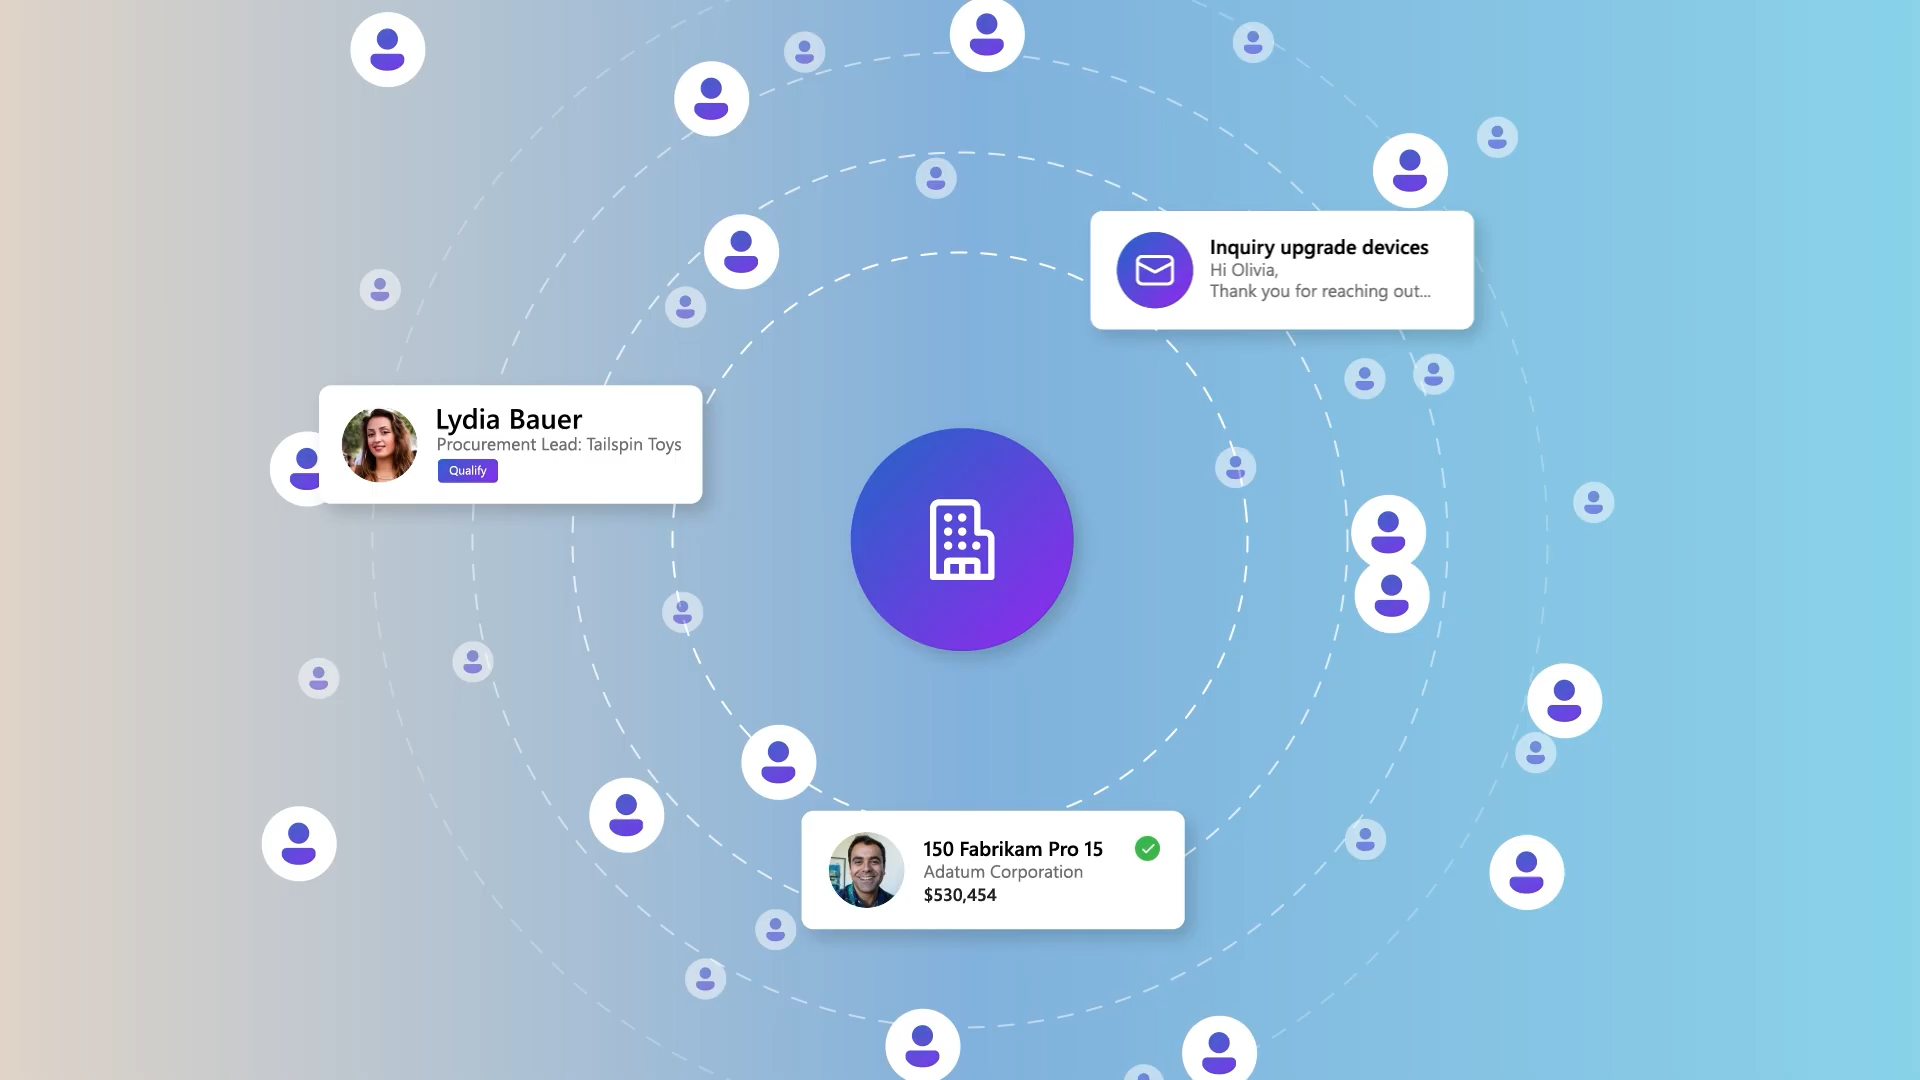 Inquiry upgrade devices
Hi Olivia,
Thank you for reaching out...
Lydia Bauer
Procurement Lead: Tailspin Toys
Qualify
150 Fabrikam Pro 15
Adatum Corporation
$530,454